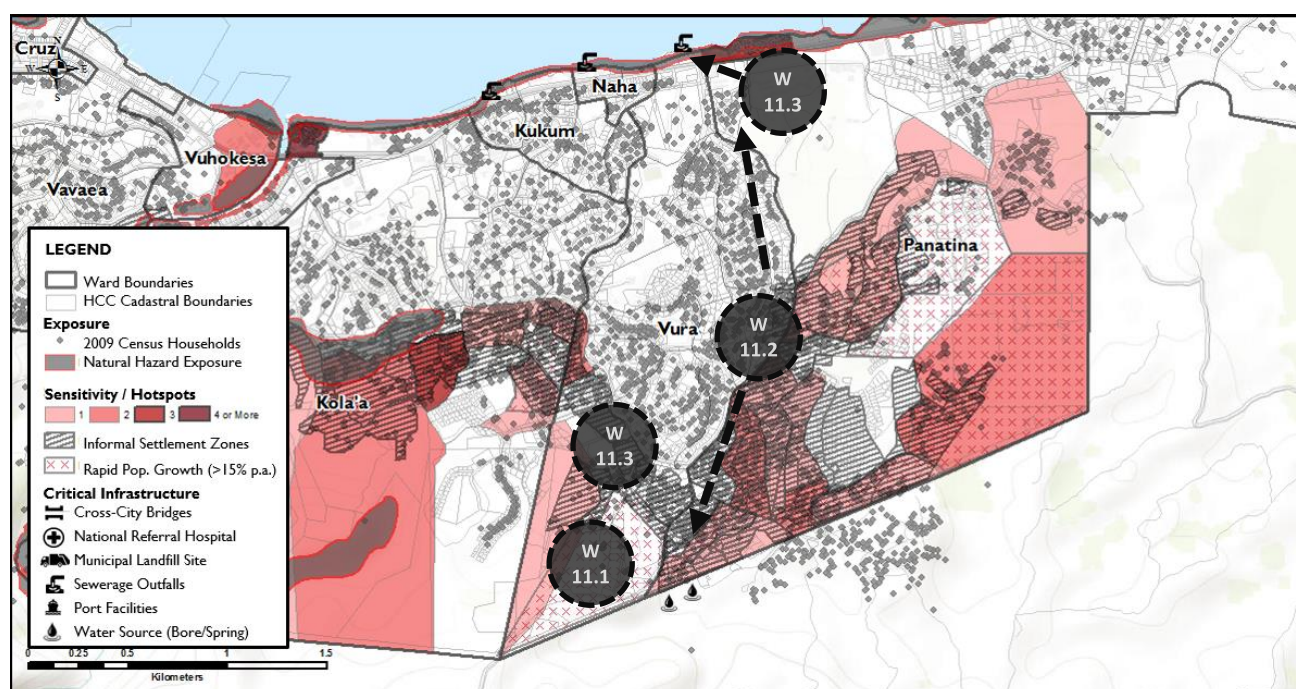 Cruz
N
W E
S
Naha
Kukum
Vuhokesa
Vavaea
Panatina
Vura
Kola'a
W
11.3
W
11.2
W
11.3
W
11.1
LEGEND
Ward Boundaries
HCC Cadastral Boundaries
Exposure
2009 Census Households
Natural Hazard Exposure
Sensitivity / Hotspots
1 2 3 4 or More
Informal Settlement Zones
Rapid Pop. Growth (>15% p.a.)
Critical Infrastructure
Cross-City Bridges
National Referral Hospital
Municipal Landfill Site
Sewerage Outfalls
Port Facilities
Water Source (Bore/Spring)
0 0.25 0.5 1 1.5
Kilometers